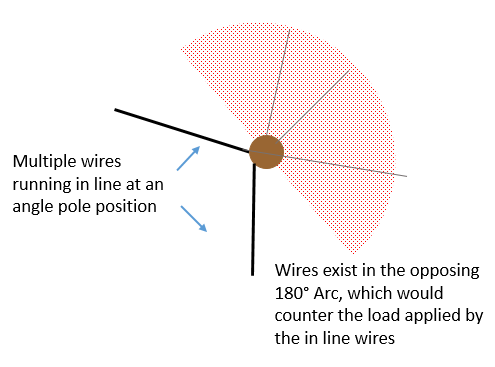 Multiple wires
running in line at an
angle pole position
Wires exist in the opposing
180° Arc, which would
counter the load applied by
the in line wires